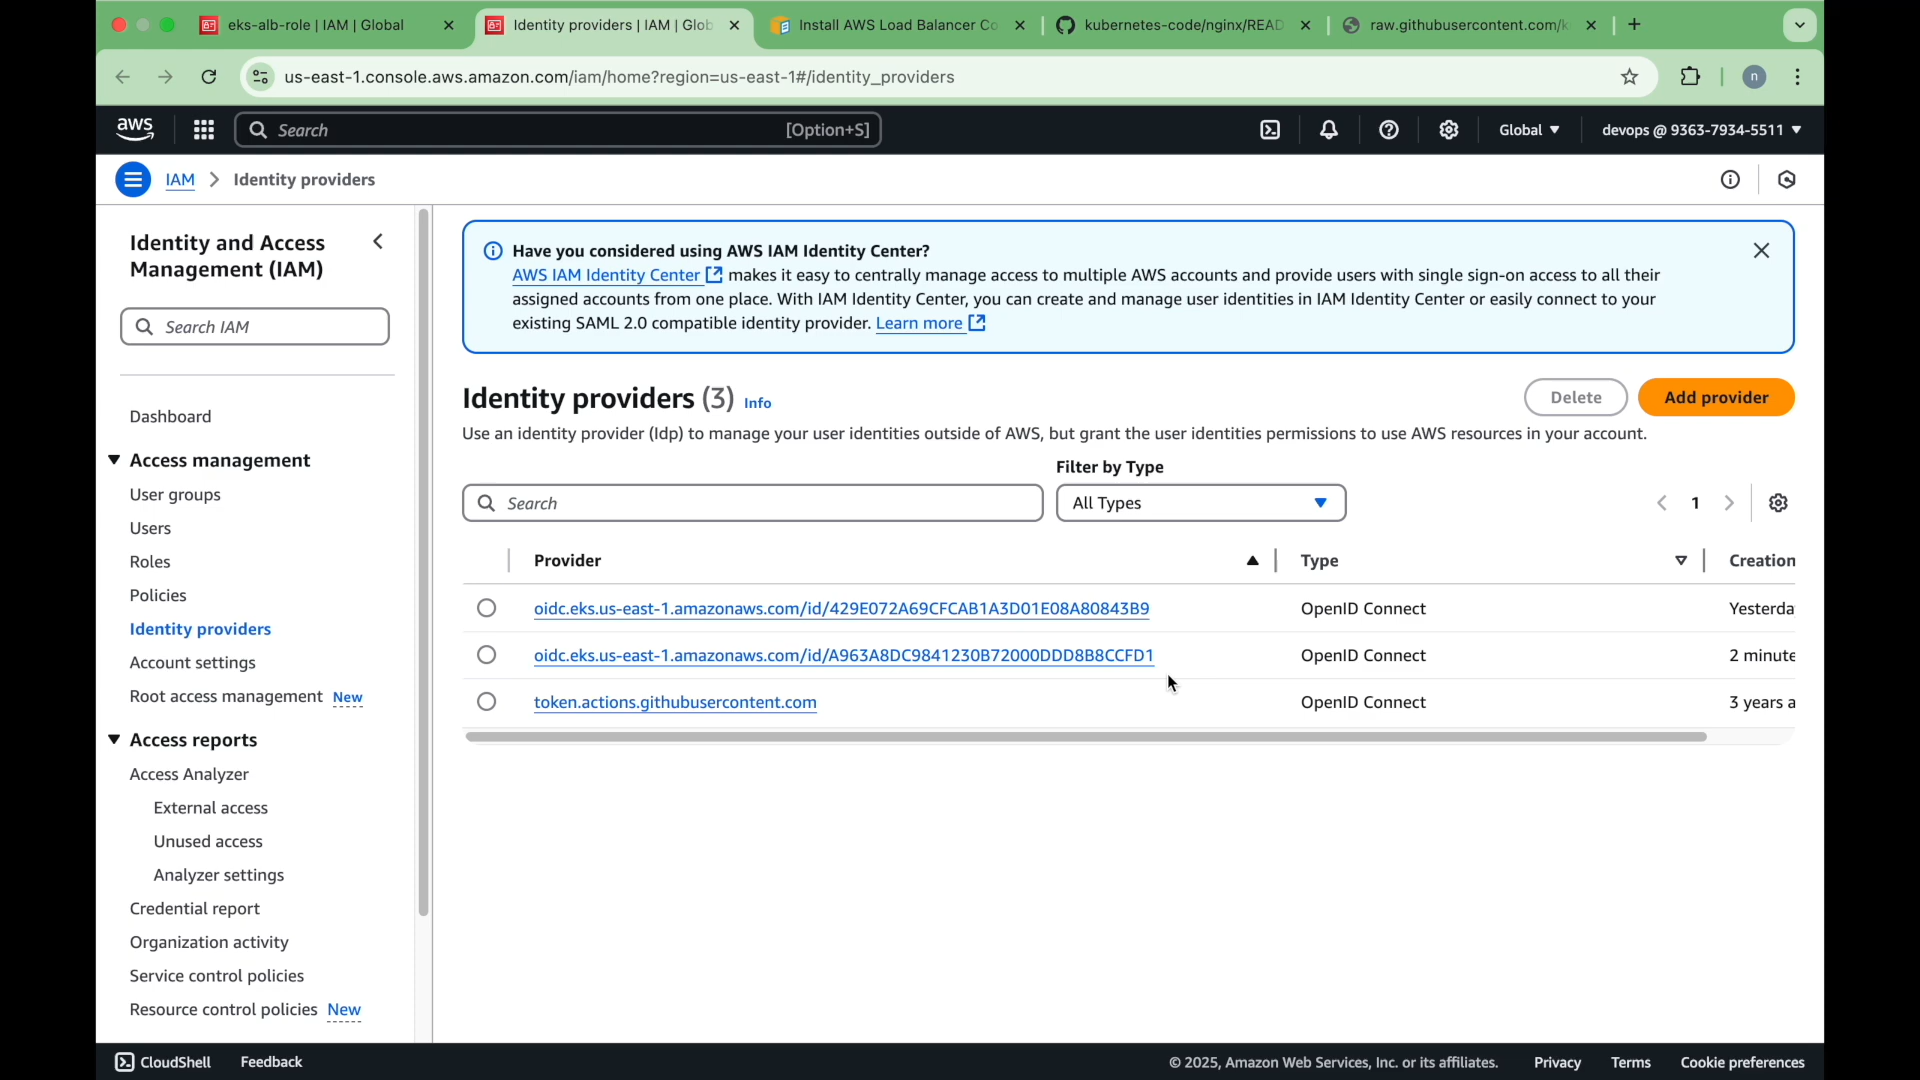 eks-alb-role | IAM | Global
Identity providers | IAM | Glob
Install AWS Load Balancer Co
kubernetes-code/nginx/READ
raw.githubusercontent.com/k
us-east-1.console.aws.amazon.com/iam/home?region=us-east-1#/identity_providers
n
aws
Search
[Option+S]
Global
devops @ 9363-7934-5511
IAM
Identity providers
Identity and Access
Management (IAM)
Search IAM
Dashboard
Access management
User groups
Users
Roles
Policies
Identity providers
Account settings
Root access management New
Access reports
Access Analyzer
External access
Unused access
Analyzer settings
Credential report
Organization activity
Service control policies
Resource control policies New
Have you considered using AWS IAM Identity Center?
AWS IAM Identity Center makes it easy to centrally manage access to multiple AWS accounts and provide users with single sign-on access to all their
assigned accounts from one place. With IAM Identity Center, you can create and manage user identities in IAM Identity Center or easily connect to your
existing SAML 2.0 compatible identity provider. Learn more
Identity providers (3) Info
Delete
Add provider
Use an identity provider (Idp) to manage your user identities outside of AWS, but grant the user identities permissions to use AWS resources in your account.
Filter by Type
Search
All Types
1
Provider
Type
Creation
oidc.eks.us-east-1.amazonaws.com/id/429E072A69CFCAB1A3D01E08A80843B9
OpenID Connect
Yesterda
oidc.eks.us-east-1.amazonaws.com/id/A963A8DC9841230B72000DDD8B8CCFD1
OpenID Connect
2 minute
token.actions.githubusercontent.com
OpenID Connect
3 years a
CloudShell
Feedback
© 2025, Amazon Web Services, Inc. or its affiliates.
Privacy
Terms
Cookie preferences